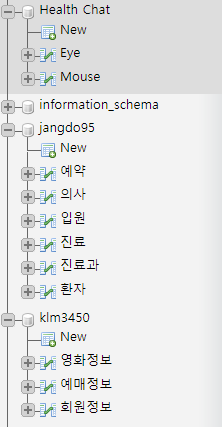 Health Chat
New
Eye
Mouse
information_schema
jangdo95
New
예약
의사
입원
진료
진료과
환자
klm3450
New
영화정보
예매정보
회원정보